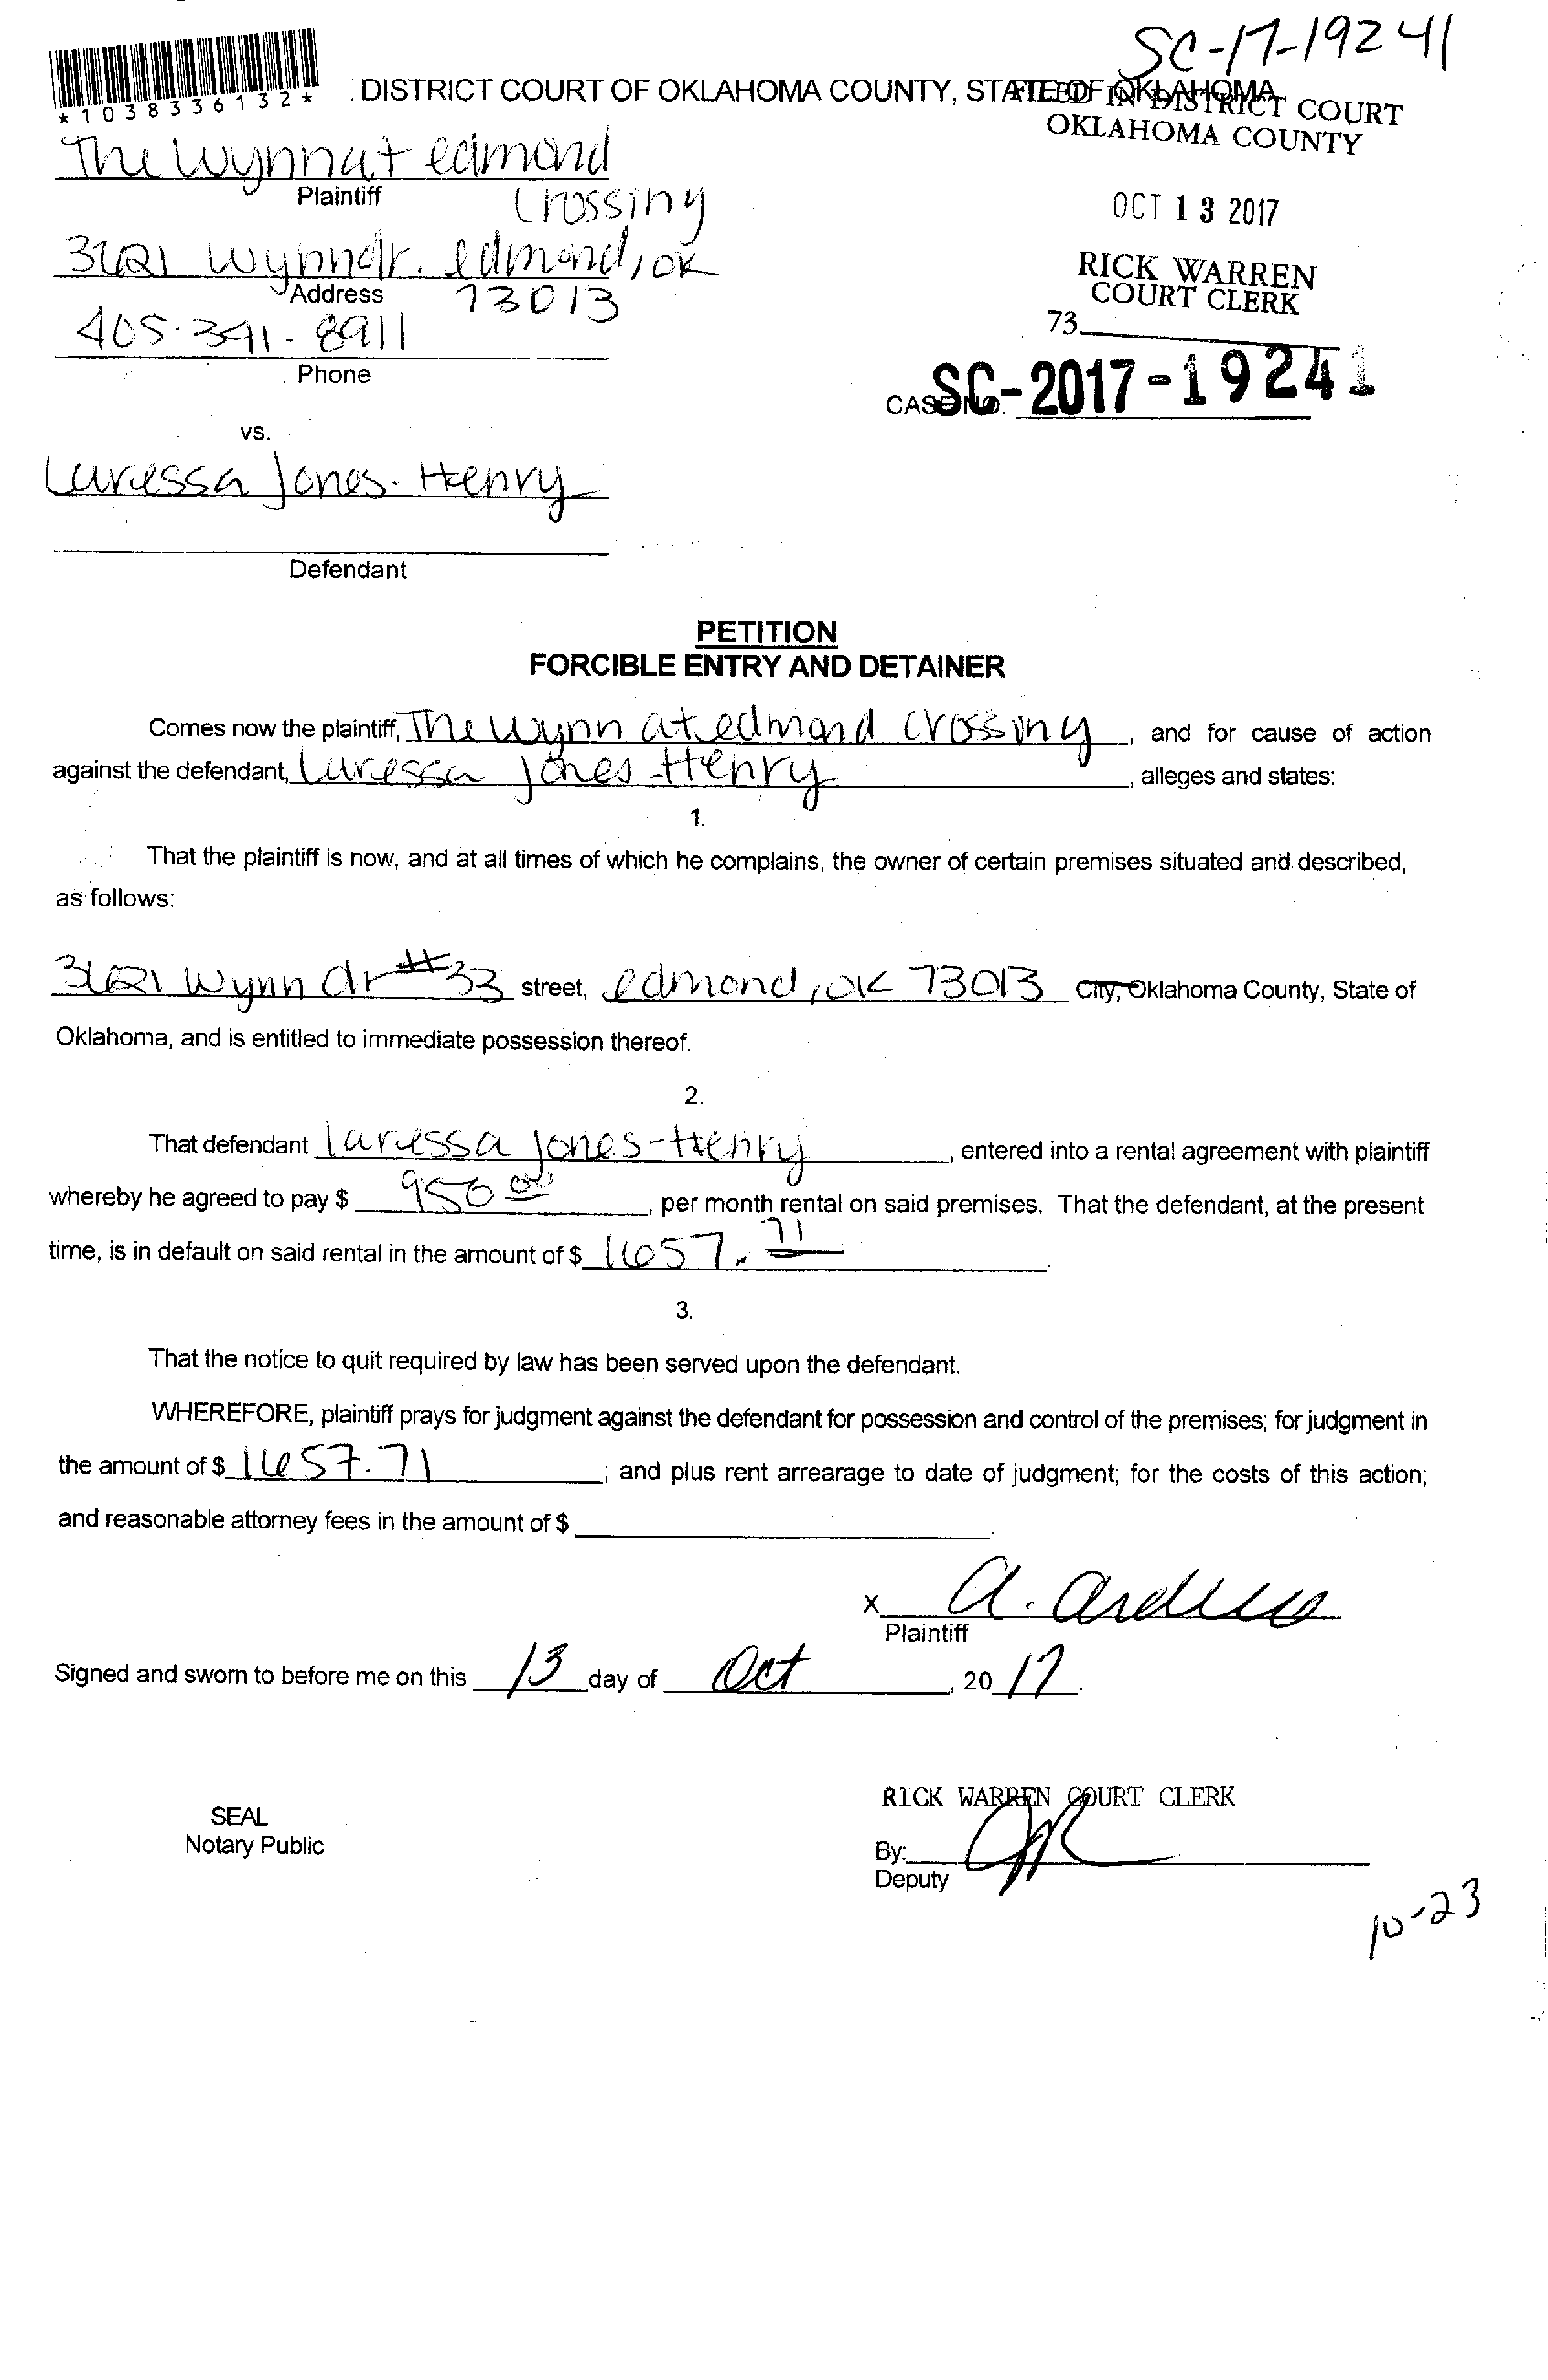 SC-17-19241
*1038336132*
DISTRICT COURT OF OKLAHOMA COUNTY, STATE OF OKLAHOMA
FILED IN DISTRICT COURT
OKLAHOMA COUNTY
The Wynn at edmond
Plaintiff
Crossing
OCT 13 2017
3621 Wynn dr. edmond, OK
Address
73013
RICK WARREN
COURT CLERK
405-341-8911
Phone
73
CASE NO.
SC-2017-19241
vs.
Laressa Jones-Henry
Defendant
PETITION
FORCIBLE ENTRY AND DETAINER
Comes now the plaintiff, The Wynn at edmond Crossing, and for cause of action
against the defendant, Laressa Jones-Henry, alleges and states:
1.
That the plaintiff is now, and at all times of which he complains, the owner of certain premises situated and described,
as follows:
3621 Wynn dr #33 street, edmond, OK 73013 City, Oklahoma County, State of
Oklahoma, and is entitled to immediate possession thereof.
2.
That defendant laressa jones-Henry, entered into a rental agreement with plaintiff
whereby he agreed to pay $ 950.00, per month rental on said premises. That the defendant, at the present
time, is in default on said rental in the amount of $ 1657.71.
3.
That the notice to quit required by law has been served upon the defendant.
WHEREFORE, plaintiff prays for judgment against the defendant for possession and control of the premises; for judgment in
the amount of $ 1657.71; and plus rent arrearage to date of judgment; for the costs of this action;
and reasonable attorney fees in the amount of $ .
X
Plaintiff
Signed and sworn to before me on this 13 day of Oct, 20 17.
SEAL
Notary Public
RICK WARREN COURT CLERK
By:
Deputy
10-23